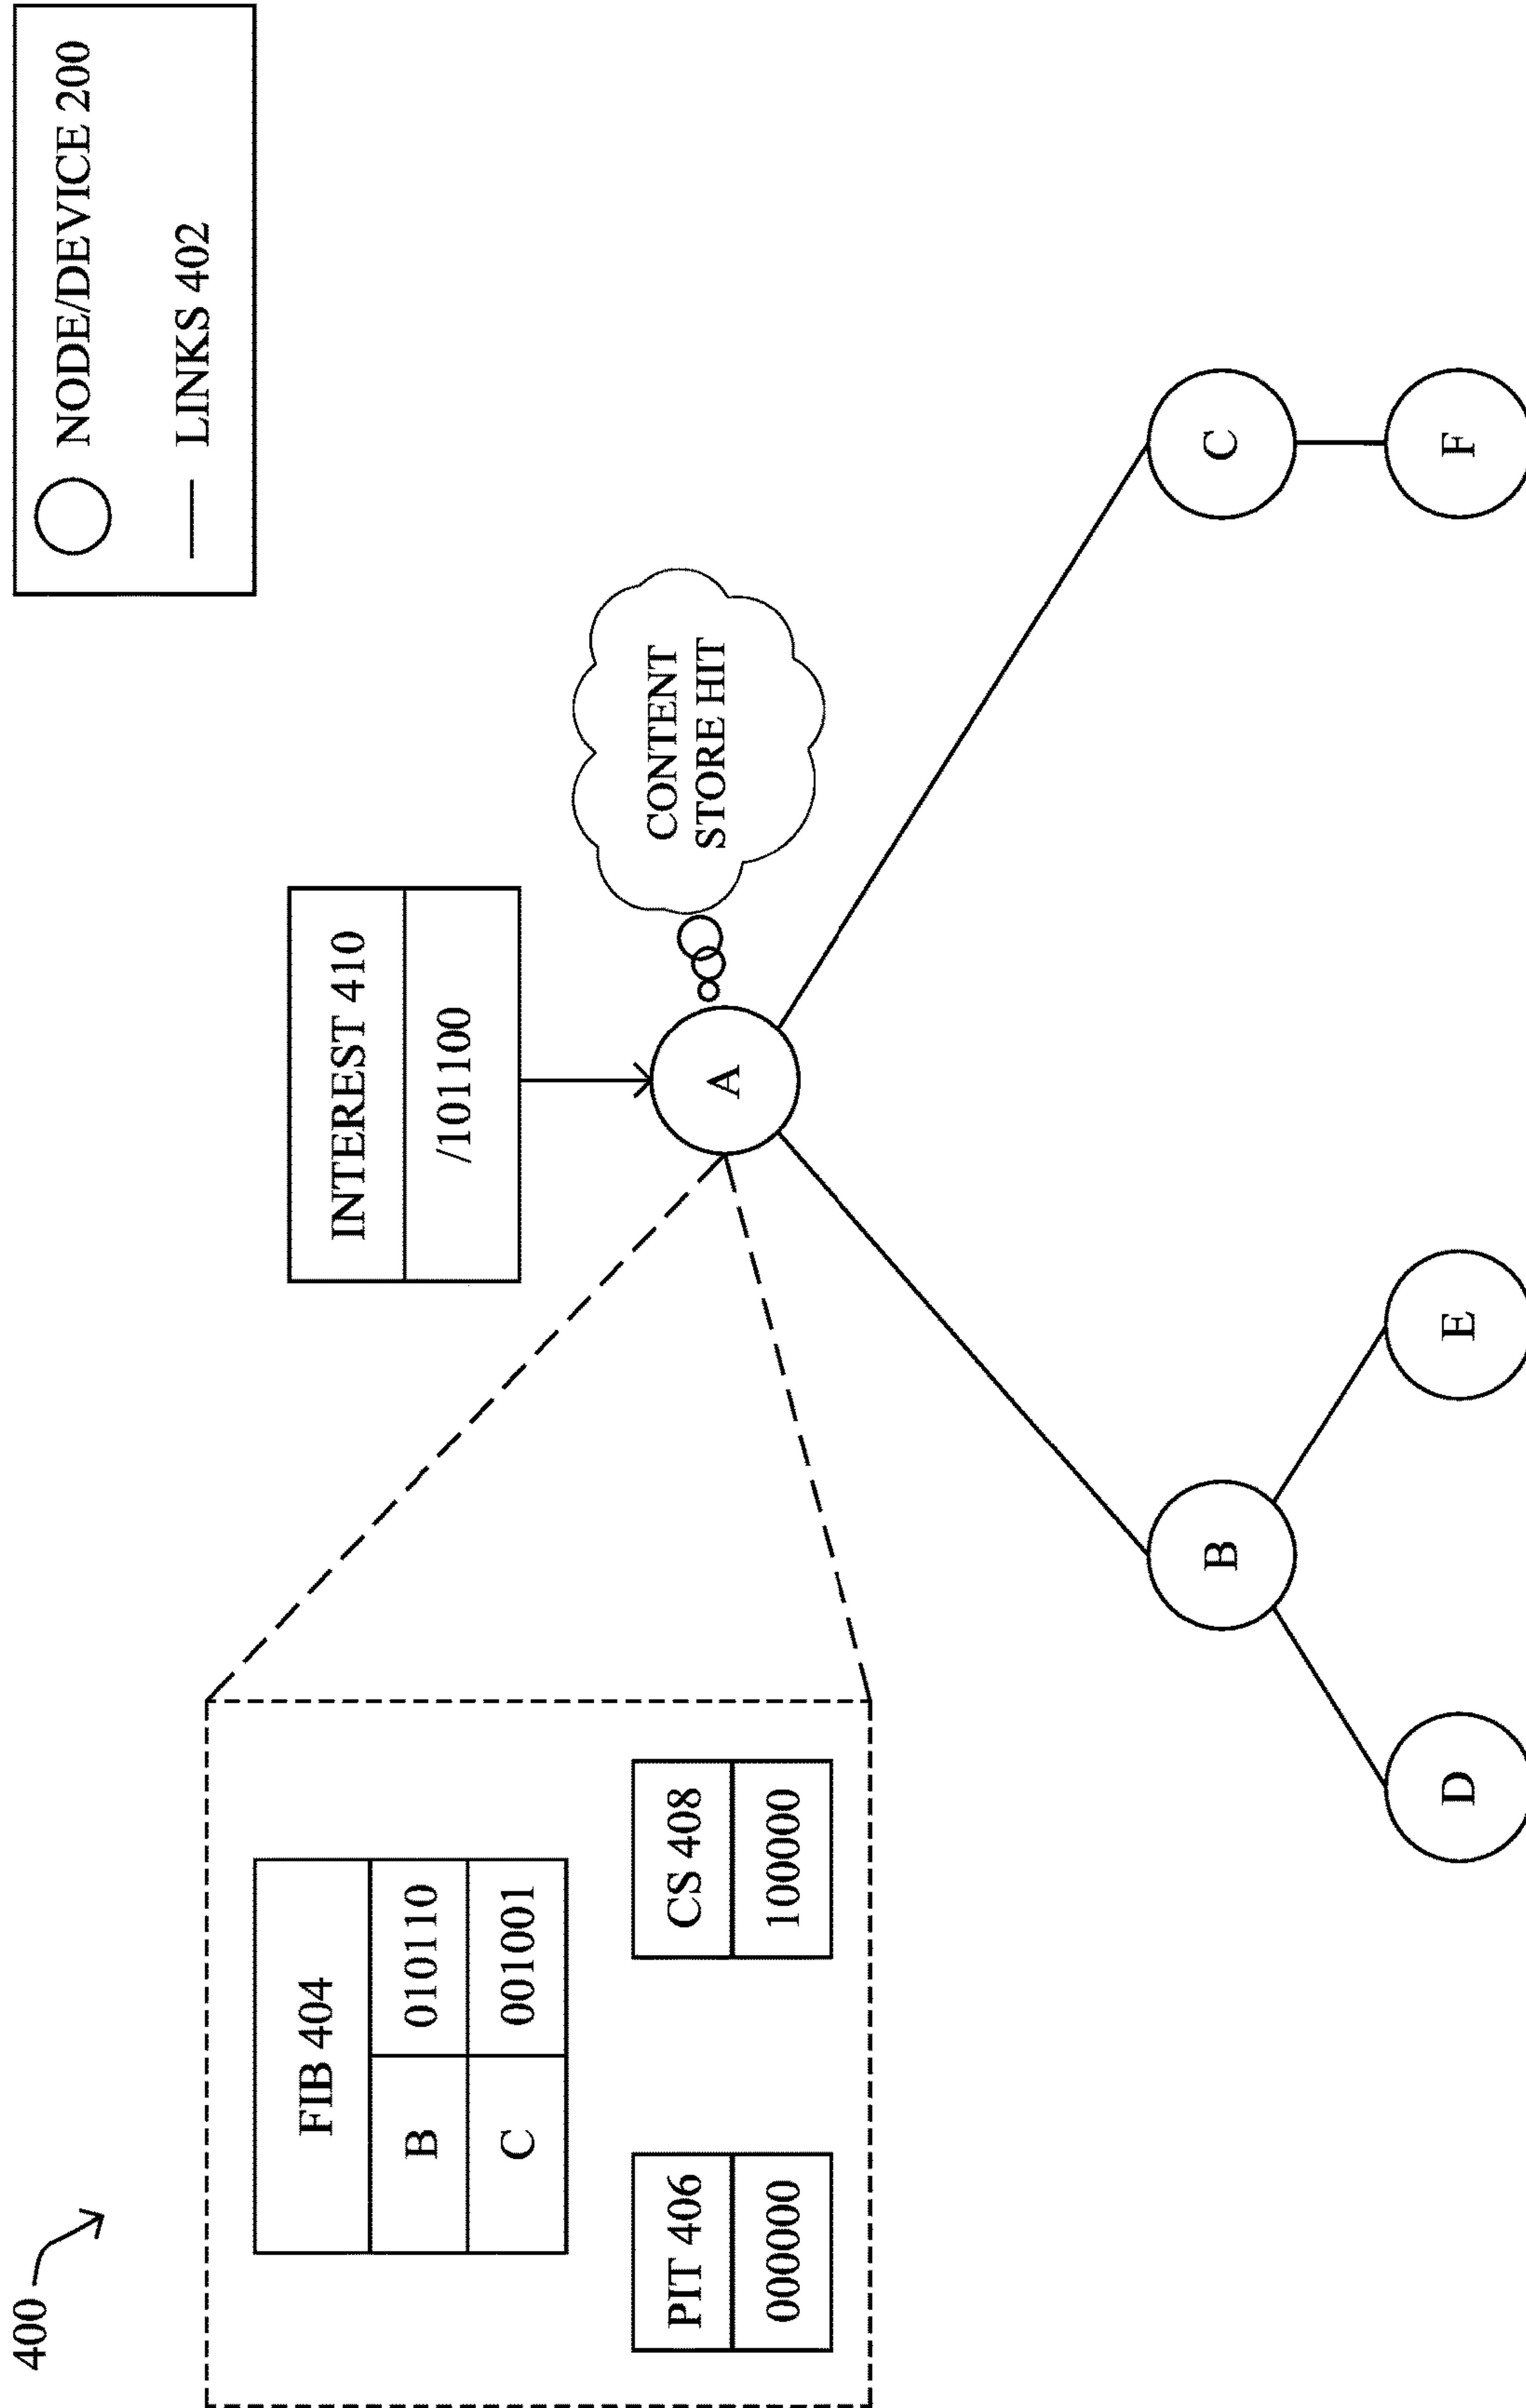 400
NODE/DEVICE 200
LINKS 402
INTEREST 410
/101100
FIB 404
B 010110
C 001001
PIT 406
000000
CS 408
100000
CONTENT
STORE HIT
A
B
C
D
E
F